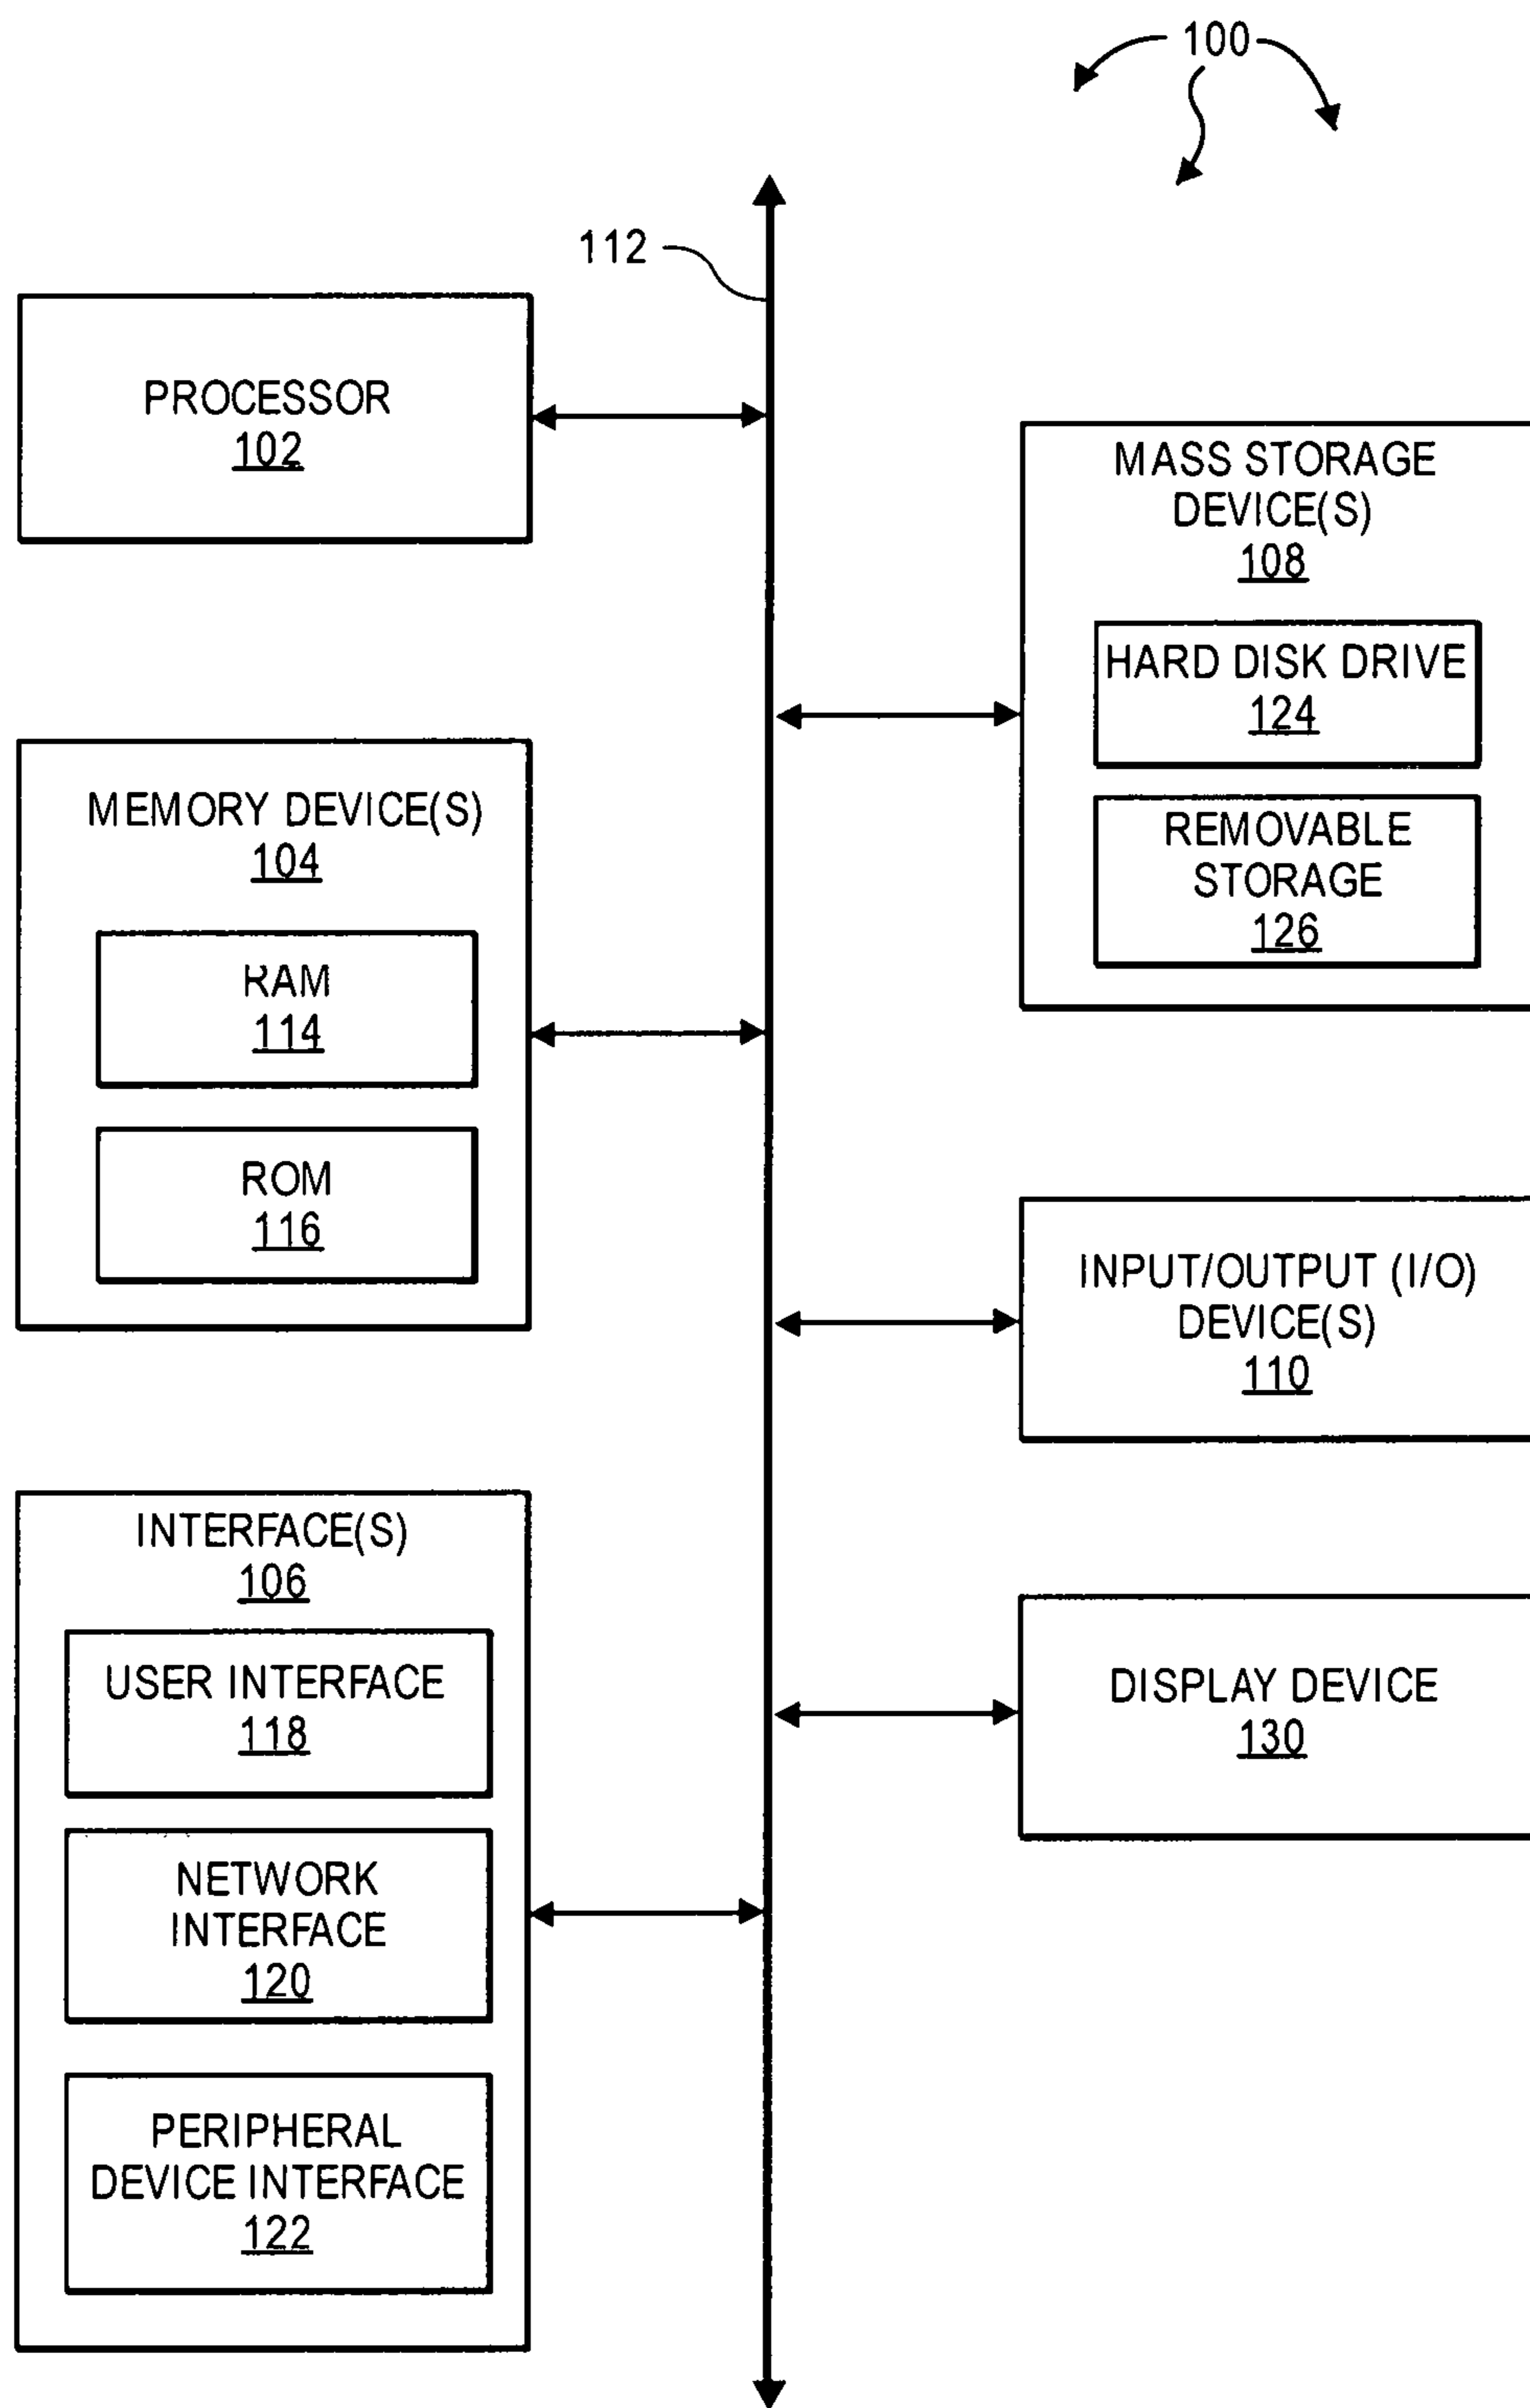 100
112
PROCESSOR
102
MEMORY DEVICE(S)
104
RAM
114
ROM
116
INTERFACE(S)
106
USER INTERFACE
118
NETWORK
INTERFACE
120
PERIPHERAL
DEVICE INTERFACE
122
MASS STORAGE
DEVICE(S)
108
HARD DISK DRIVE
124
REMOVABLE
STORAGE
126
INPUT/OUTPUT (I/O)
DEVICE(S)
110
DISPLAY DEVICE
130